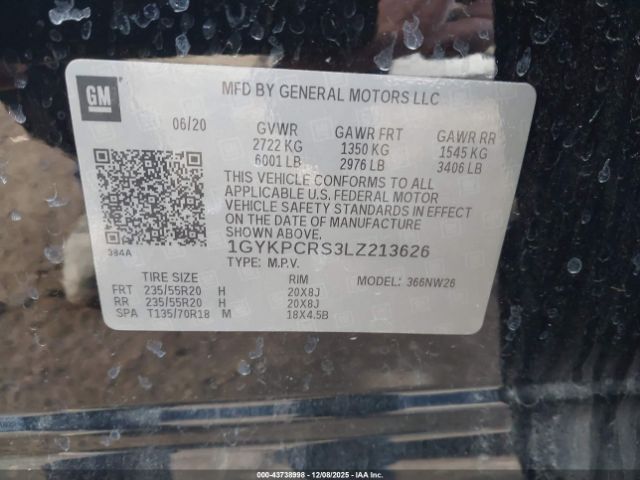 GM
MFD BY GENERAL MOTORS LLC
06/20 GVWR GAWR FRT GAWR RR
2722 KG 1350 KG 1545 KG
6001 LB 2976 LB 3406 LB
THIS VEHICLE CONFORMS TO ALL
APPLICABLE U.S. FEDERAL MOTOR
VEHICLE SAFETY STANDARDS IN EFFECT
ON THE DATE OF MANUFACTURE
SHOWN ABOVE.
384A
1GYKPCRS3LZ213626
TYPE: M.P.V. MODEL: 366NW26
TIRE SIZE RIM
FRT 235/55R20 H 20X8J
RR 235/55R20 H 20X8J
SPA T135/70R18 M 18X4.5B
© 00-43738998 • 12/08/2025 • IAA Inc.